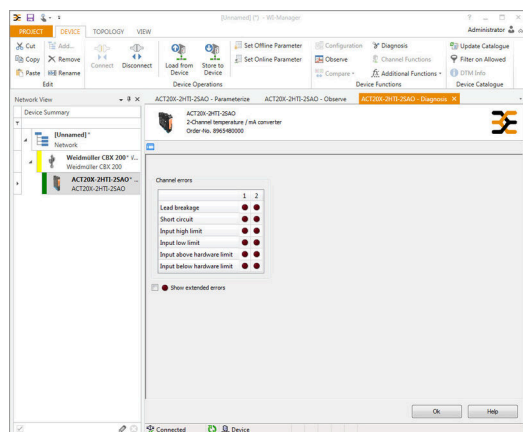 [Unnamed] (*) - WI-Manager
PROJECT DEVICE TOPOLOGY VIEW Administrator
Cut Add... Connect Disconnect Load from Device Store to Device Set Offline Parameter Configuration Diagnosis Update Catalogue
Copy Remove Set Online Parameter Observe Channel Functions Filter on Allowed
Paste Rename Compare Additional Functions DTM Info
Edit Device Operations Device Functions Device Catalogue
Network View ACT20X-2HTI-2SAO - Parameterize ACT20X-2HTI-2SAO - Observe ACT20X-2HTI-2SAO - Diagnosis
Device Summary
ACT20X-2HTI-2SAO
2-Channel temperature / mA converter
Order-No. 8965480000
[Unnamed]*
Network
Weidmüller CBX 200* V...
Weidmüller CBX 200
ACT20X-2HTI-2SAO* ...
ACT20X-2HTI-2SAO
Channel errors
1 2
Lead breakage
Short circuit
Input high limit
Input low limit
Input above hardware limit
Input below hardware limit
Show extended errors
Ok Help
Connected Device